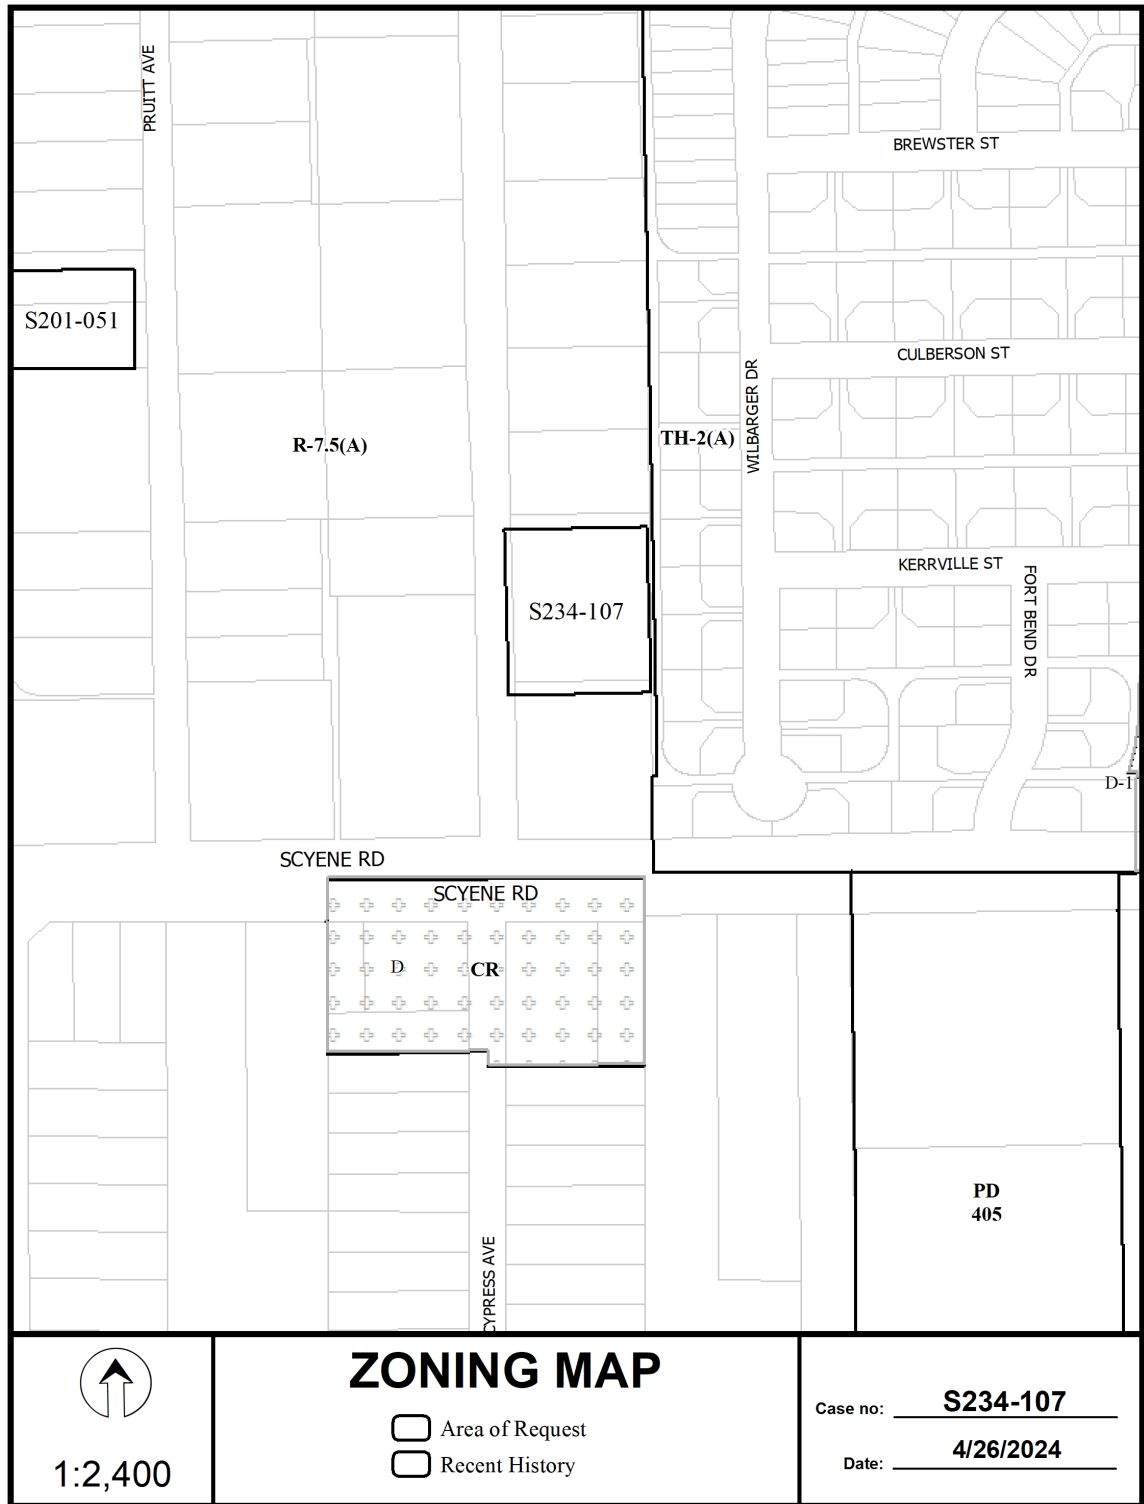 PRUITT AVE
BREWSTER ST
S201-051
CULBERSON ST
WILBARGER DR
R-7.5(A)
TH-2(A)
KERRVILLE ST
FORT BEND DR
S234-107
D-1
SCYENE RD
SCYENE RD
D
CR
PD
405
CYPRESS AVE
1:2,400
ZONING MAP
Area of Request
Recent History
Case no: S234-107
Date: 4/26/2024